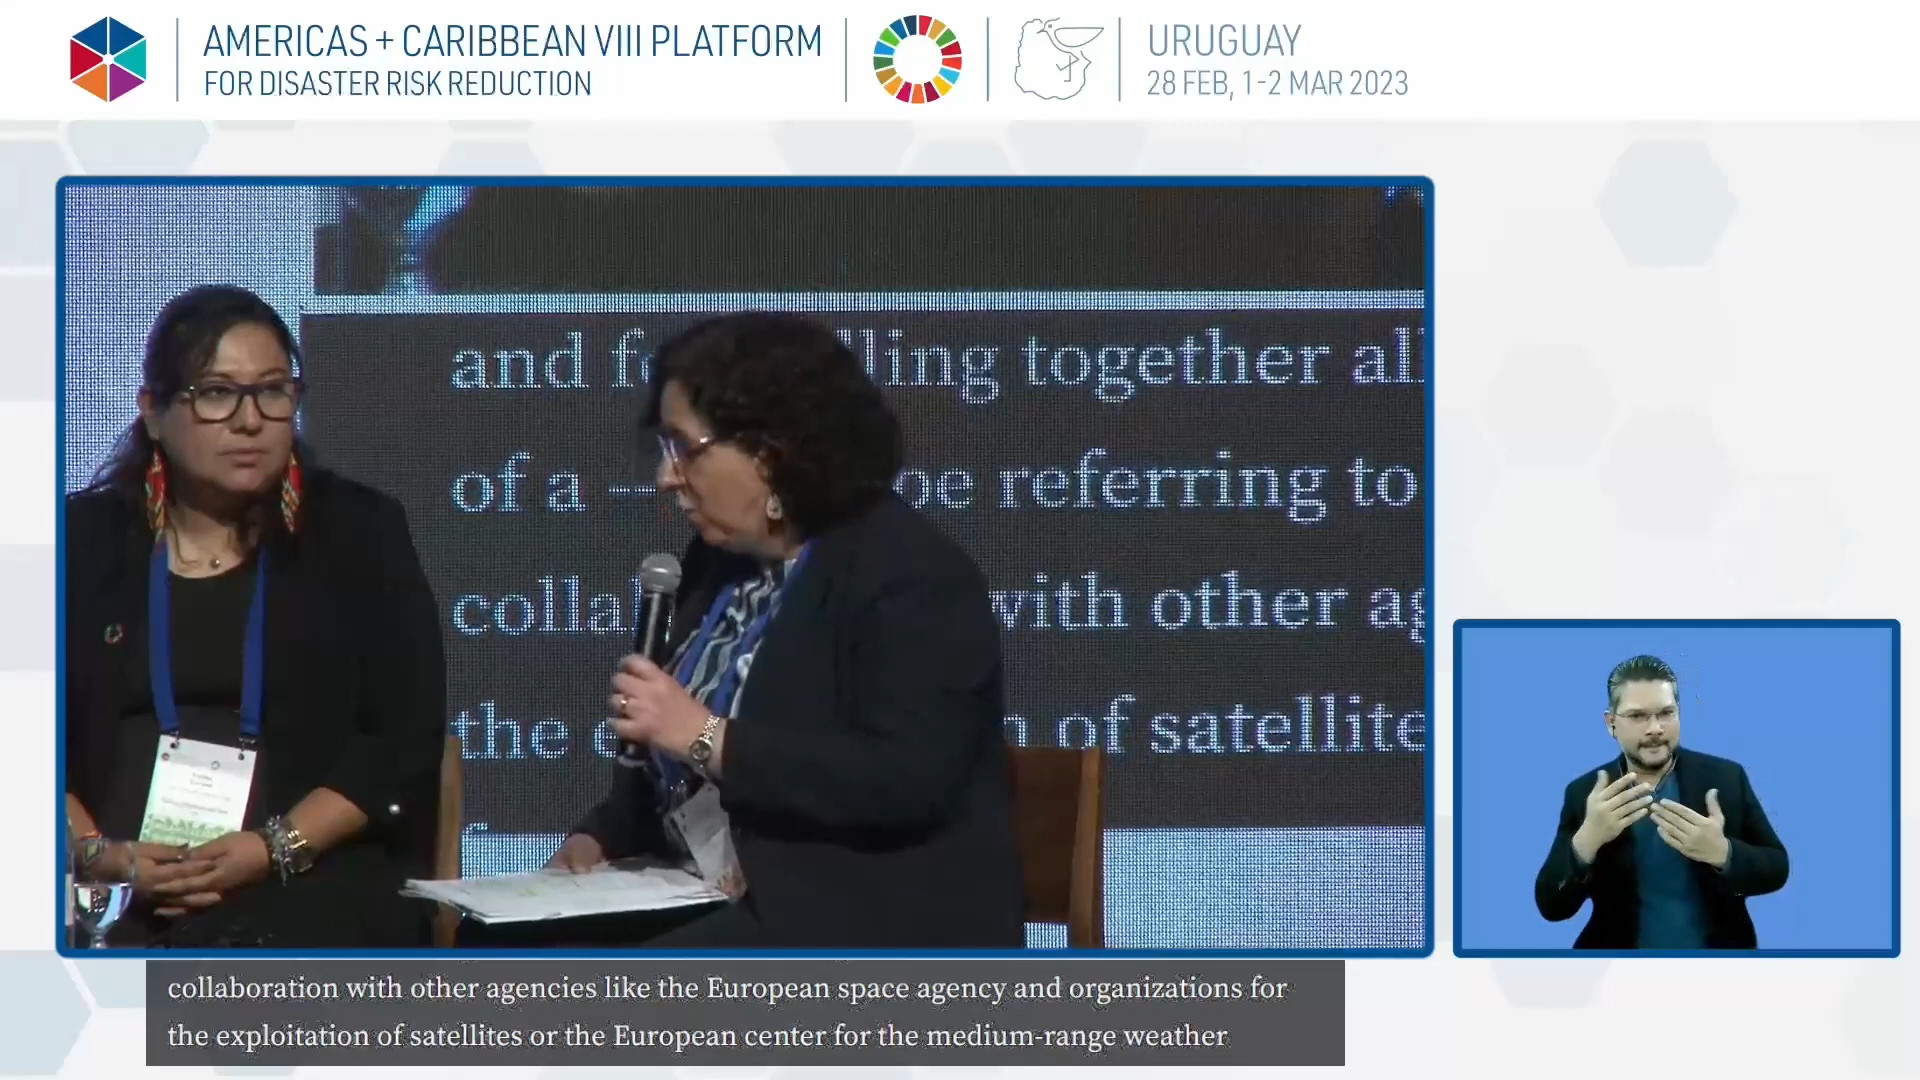 AMERICAS + CARIBBEAN VIII PLATFORM
FOR DISASTER RISK REDUCTION
URUGUAY
28 FEB, 1-2 MAR 2023
and ling together all
of a — be referring to
with other
the of satellite
collaboration with other agencies like the European space agency and organizations for
the exploitation of satellites or the European center for the medium-range weather